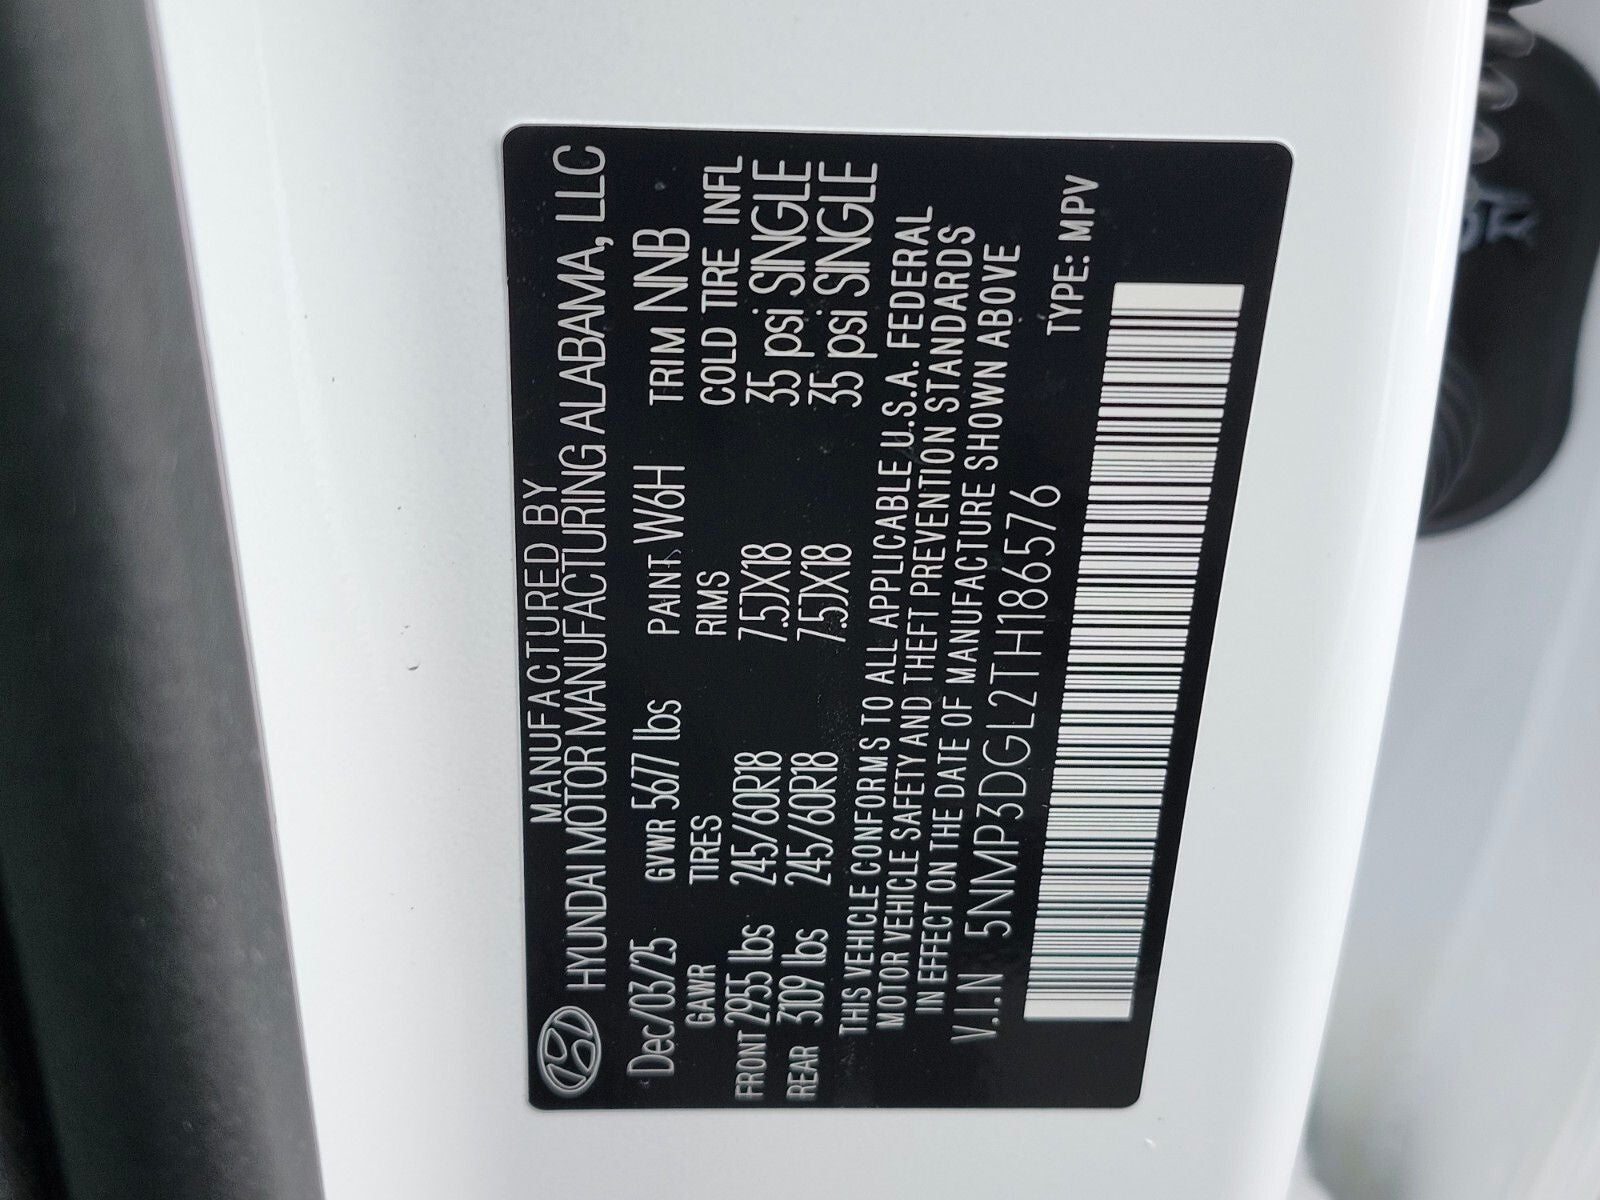 MANUFACTURED BY
HYUNDAI MOTOR MANUFACTURING ALABAMA, LLC
Dec/03/25 GVWR 5677 lbs PAINT W6H TRIM NNB
GAWR TIRES RIMS COLD TIRE INFL
FRONT 2955 lbs 245/60R18 7.5JX18 35 psi SINGLE
REAR 3109 lbs 245/60R18 7.5JX18 35 psi SINGLE
THIS VEHICLE CONFORMS TO ALL APPLICABLE U.S.A. FEDERAL
MOTOR VEHICLE SAFETY AND THEFT PREVENTION STANDARDS
IN EFFECT ON THE DATE OF MANUFACTURE SHOWN ABOVE
V.I.N 5NMP3DGL2TH186576 TYPE: MPV